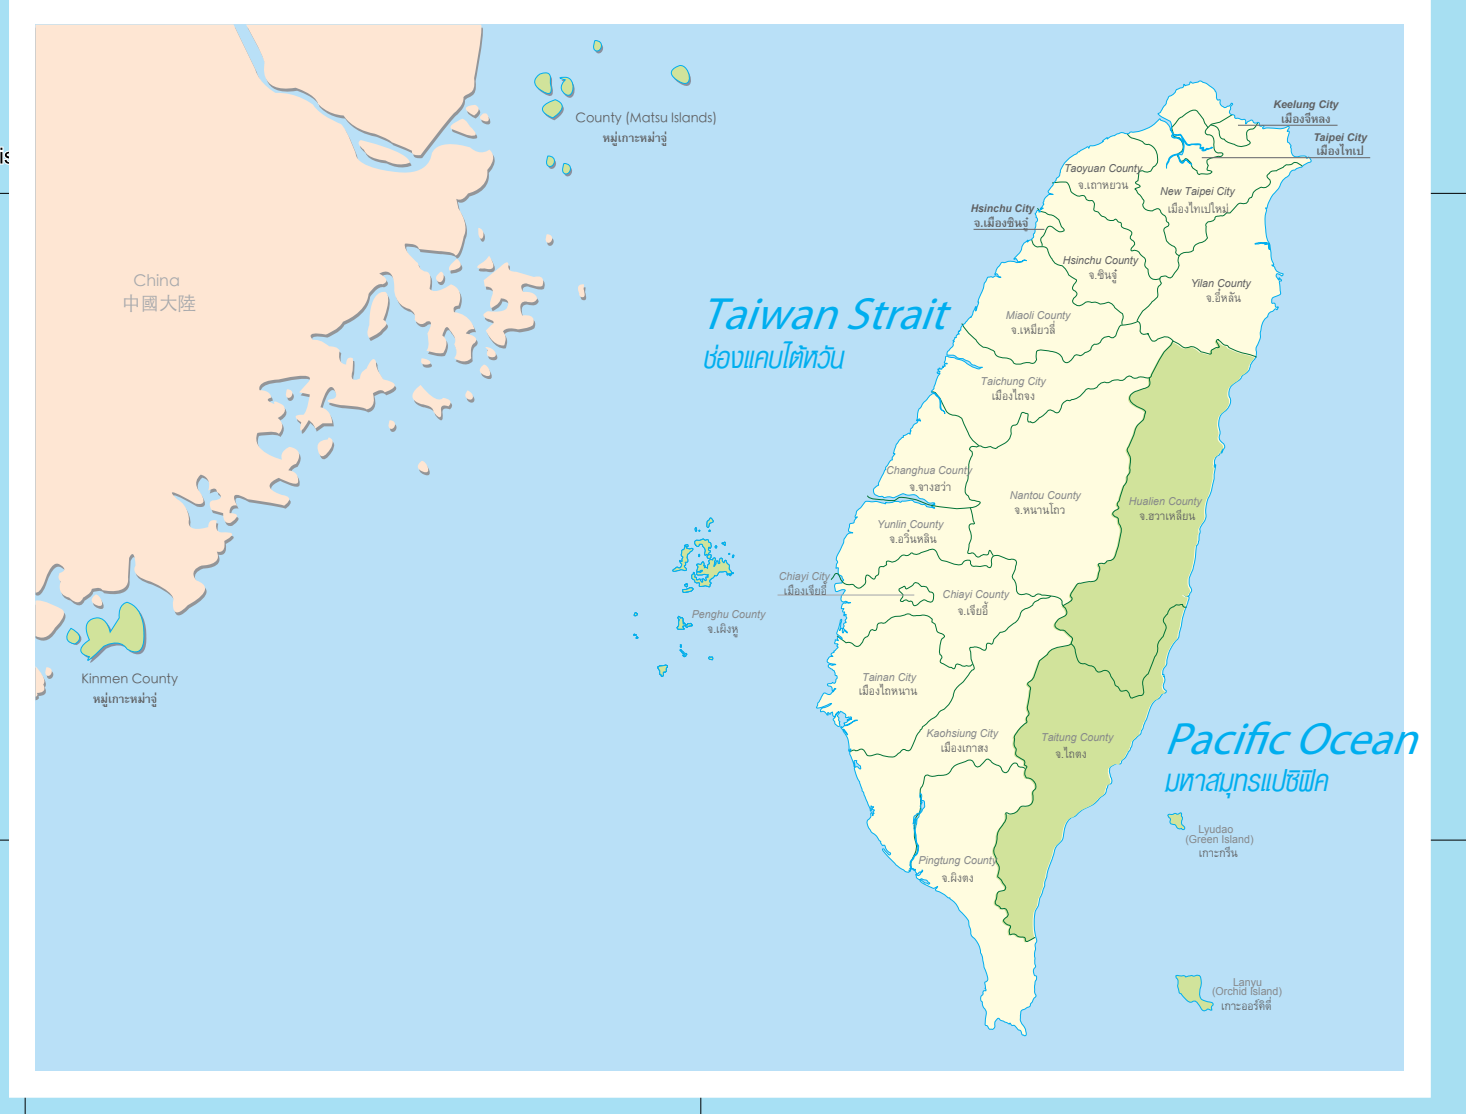 County (Matsu Islands)
หมู่เกาะหม่าจู่
Keelung City
เมืองจีหลง
Taipei City
เมืองไทเป
is
Taoyuan County
จ.เถาหยวน
New Taipei City
เมืองไทเปใหม่
Hsinchu City
จ.เมืองซินจู๋
Hsinchu County
จ.ซินจู๋
China
中國大陸
Yilan County
จ.อี๋หลัน
Taiwan Strait
ช่องแคบไต้หวัน
Miaoli County
จ.เหมียวลี่
Taichung City
เมืองไถจง
Changhua County
จ.จางฮว่า
Nantou County
จ.หนานโถว
Hualien County
จ.ฮวาเหลียน
Yunlin County
จ.อวิ๋นหลิน
Chiayi City
เมืองเจียอี้
Chiayi County
จ.เจียอี้
Penghu County
จ.เผิงหู
Kinmen County
หมู่เกาะหม่าจู่
Tainan City
เมืองไถหนาน
Kaohsiung City
เมืองเกาสง
Taitung County
จ.ไถตง
Pacific Ocean
มหาสมุทรแปซิฟิค
Lyudao
(Green Island)
เกาะกรีน
Pingtung County
จ.ผิงตง
Lanyu
(Orchid Island)
เกาะออร์คิดี่